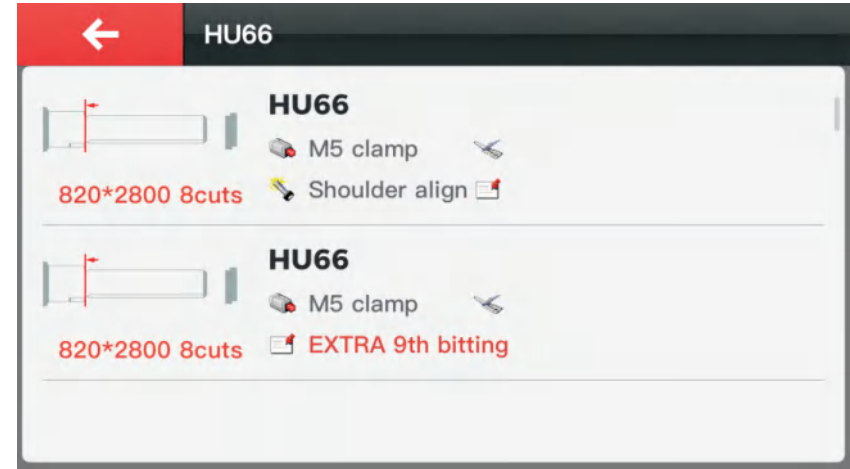 HU66
HU66
M5 clamp
820*2800 8cuts
Shoulder align
HU66
M5 clamp
820*2800 8cuts
EXTRA 9th bitting